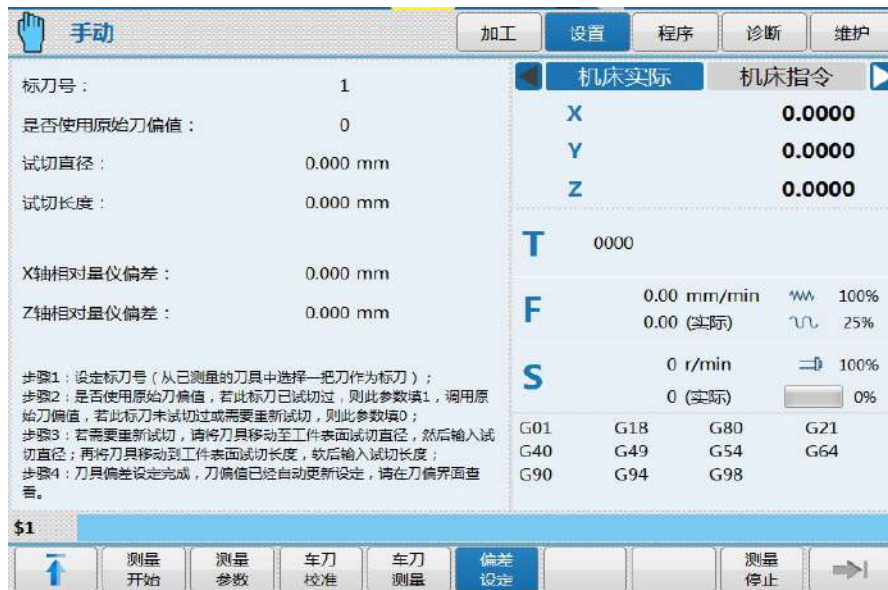 手动
加工 设置 程序 诊断 维护
标刀号： 1
是否使用原始刀偏值： 0
试切直径： 0.000 mm
试切长度： 0.000 mm
X轴相对量仪偏差： 0.000 mm
Z轴相对量仪偏差： 0.000 mm
步骤1：设定标刀号（从已测量的刀具中选择一把刀作为标刀）；
步骤2：是否使用原始刀偏值，若此标刀已试切过，则此参数填1，调用原
始刀偏值，若此标刀未试切过或需要重新试切，则此参数填0；
步骤3：若需要重新试切，请将刀具移动至工件表面试切直径，然后输入试
切直径；再将刀具移动到工件表面试切长度，软后输入试切长度；
步骤4：刀具偏差设定完成，刀偏值已经自动更新设定，请在刀偏界面查
看。
机床实际 机床指令
X 0.0000
Y 0.0000
Z 0.0000
T 0000
F 0.00 mm/min 100%
0.00 (实际) 25%
S 0 r/min 100%
0 (实际) 0%
G01 G18 G80 G21
G40 G49 G54 G64
G90 G94 G98
$1
测量开始 测量参数 车刀校准 车刀测量 偏差设定 测量停止